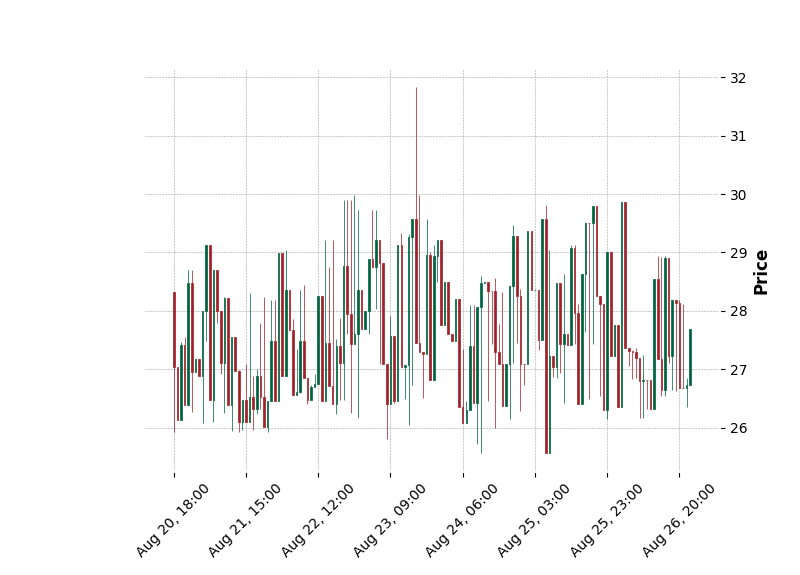 32
31
30
29
28
27
26
Price
Aug 20, 18:00
Aug 21, 15:00
Aug 22, 12:00
Aug 23, 09:00
Aug 24, 06:00
Aug 25, 03:00
Aug 25, 23:00
Aug 26, 20:00